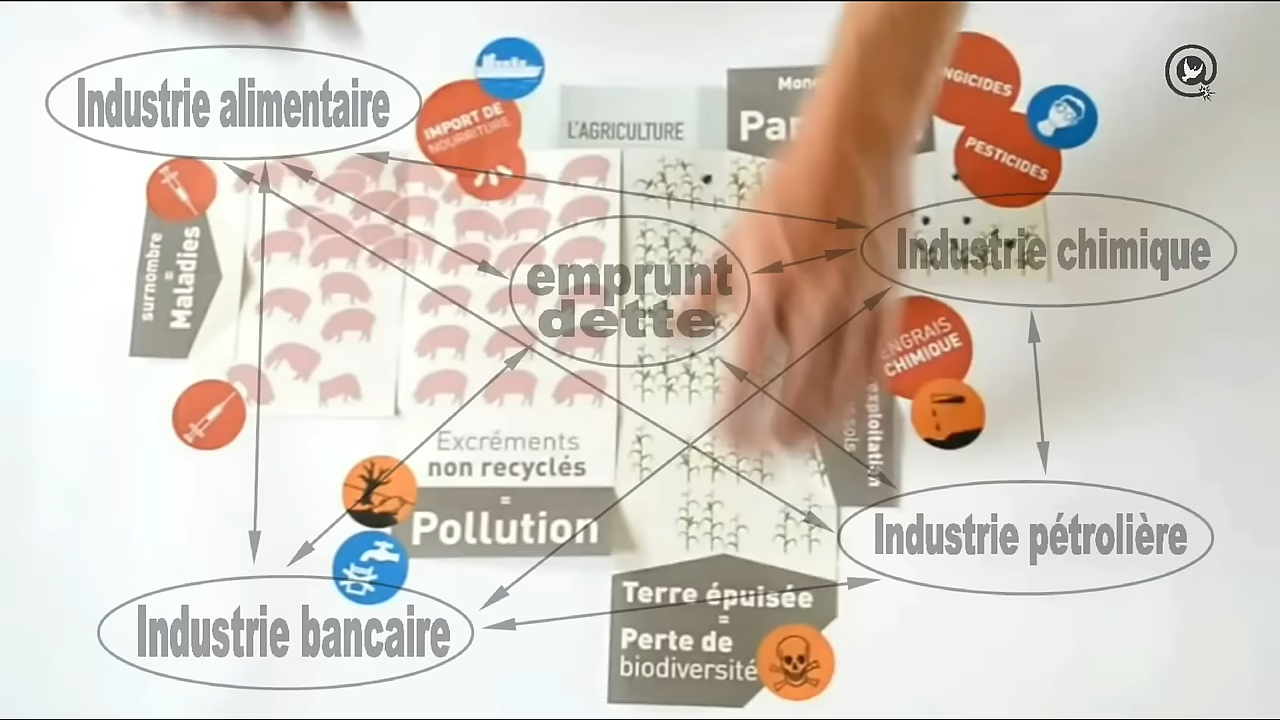 Industrie alimentaire
IMPORT DE
NOURRITURE
L'AGRICULTURE
PESTICIDES
surnombre
=
Maladies
emprunt
dette
Industrie chimique
ENGRAIS
CHIMIQUE
Excréments
non recyclés
=
Pollution
Industrie pétrolière
Terre épuisée
=
Perte de
biodiversité
Industrie bancaire